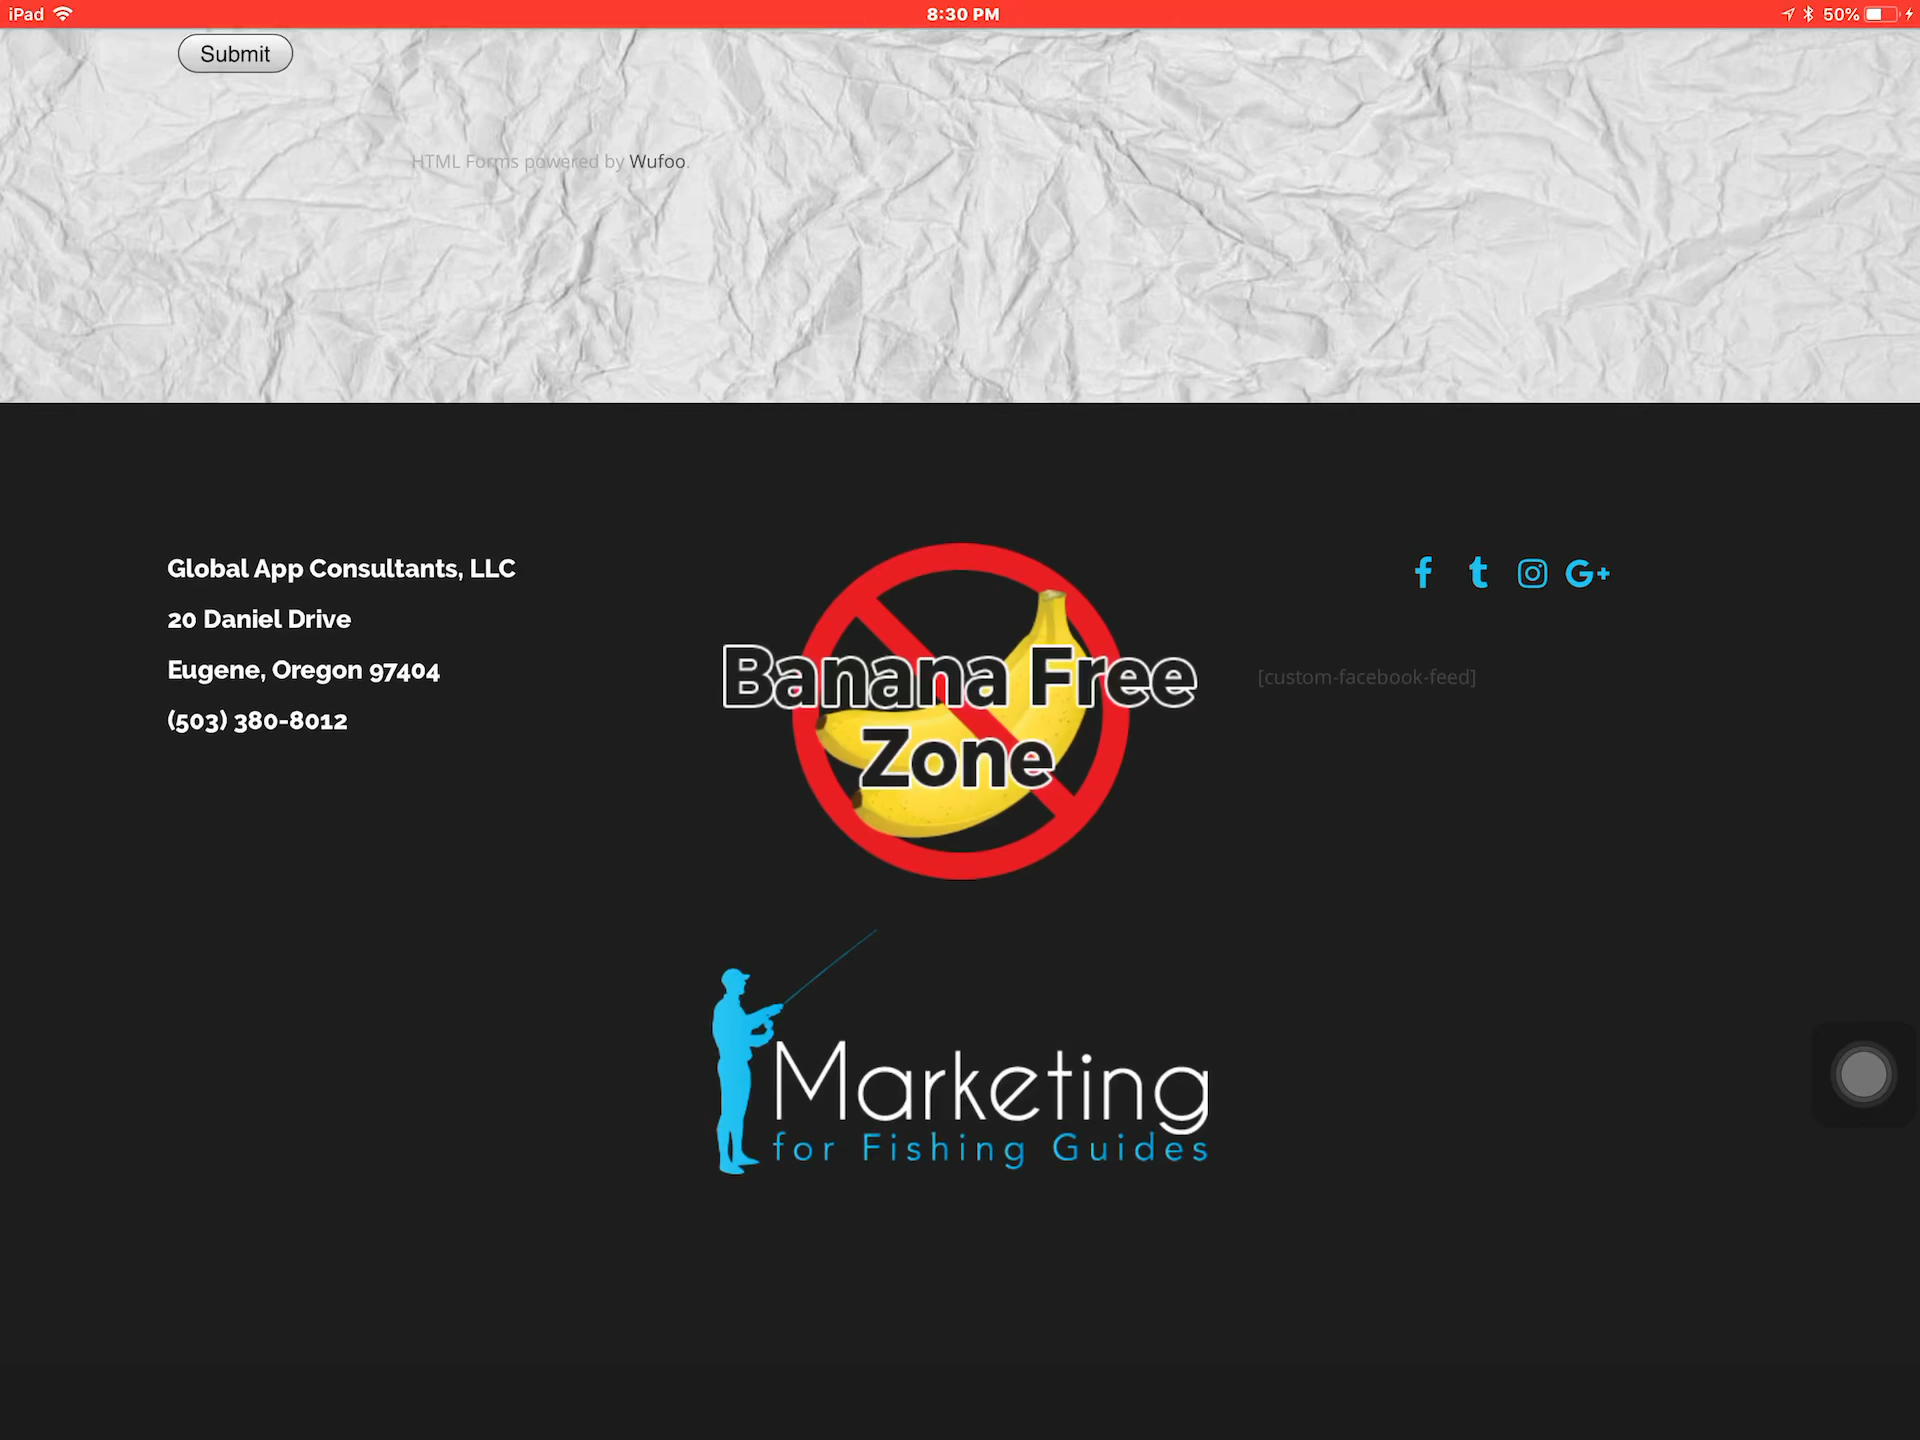 iPad
8:30 PM
50%
Submit
HTML Forms powered by Wufoo.
Global App Consultants, LLC
20 Daniel Drive
Eugene, Oregon 97404
(503) 380-8012
Banana Free
Zone
Marketing
for Fishing Guides
f t G+
[custom-facebook-feed]